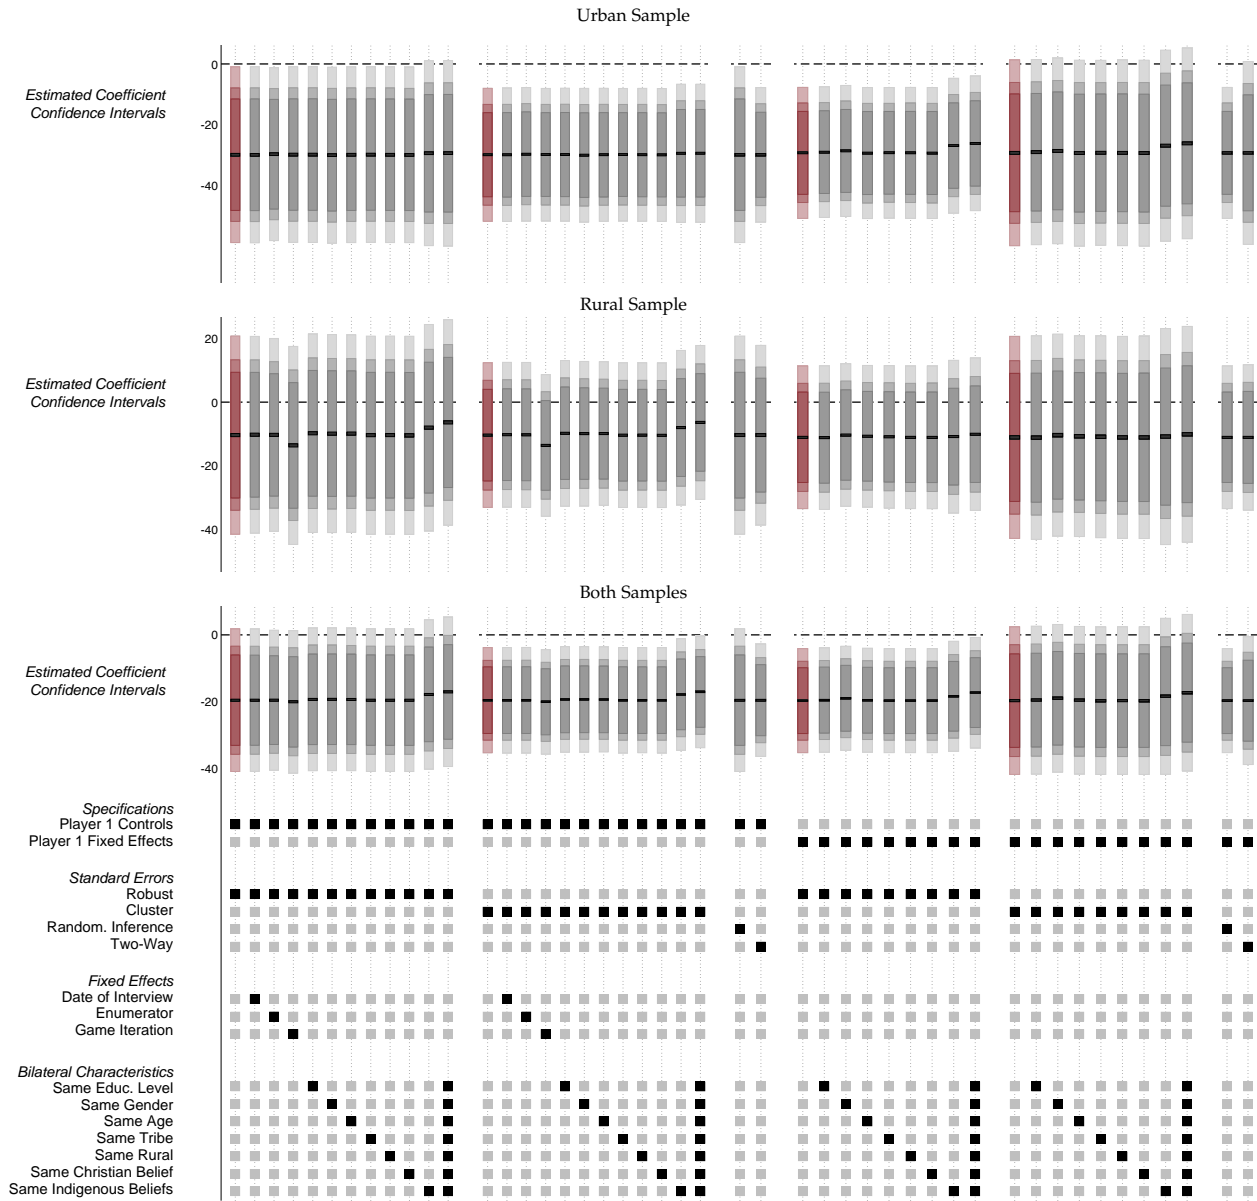 Urban Sample
0
Estimated Coefficient
Confidence Intervals
-20
-40
Rural Sample
20
Estimated Coefficient
Confidence Intervals
0
-20
-40
Both Samples
0
Estimated Coefficient
Confidence Intervals
-20
-40
Specifications
Player 1 Controls
Player 1 Fixed Effects
Standard Errors
Robust
Cluster
Random. Inference
Two-Way
Fixed Effects
Date of Interview
Enumerator
Game Iteration
Bilateral Characteristics
Same Educ. Level
Same Gender
Same Age
Same Tribe
Same Rural
Same Christian Belief
Same Indigenous Beliefs